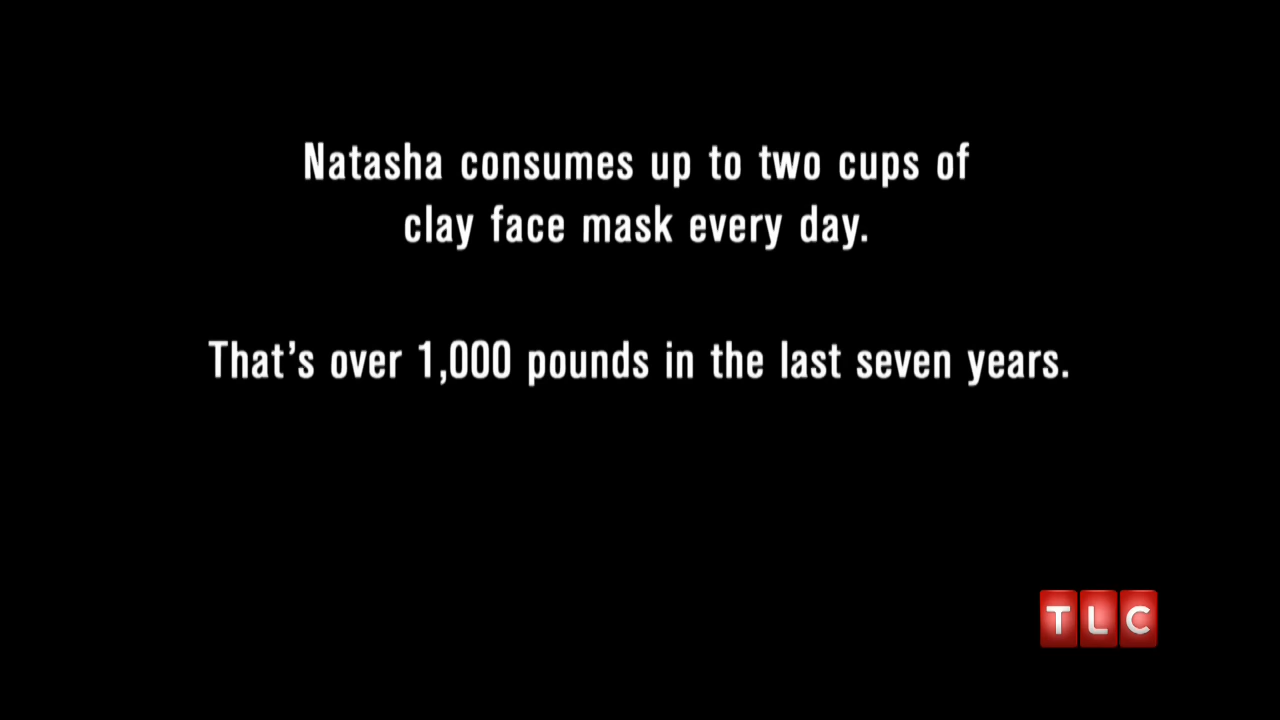 Natasha consumes up to two cups of
clay face mask every day.
That's over 1,000 pounds in the last seven years.
TLC